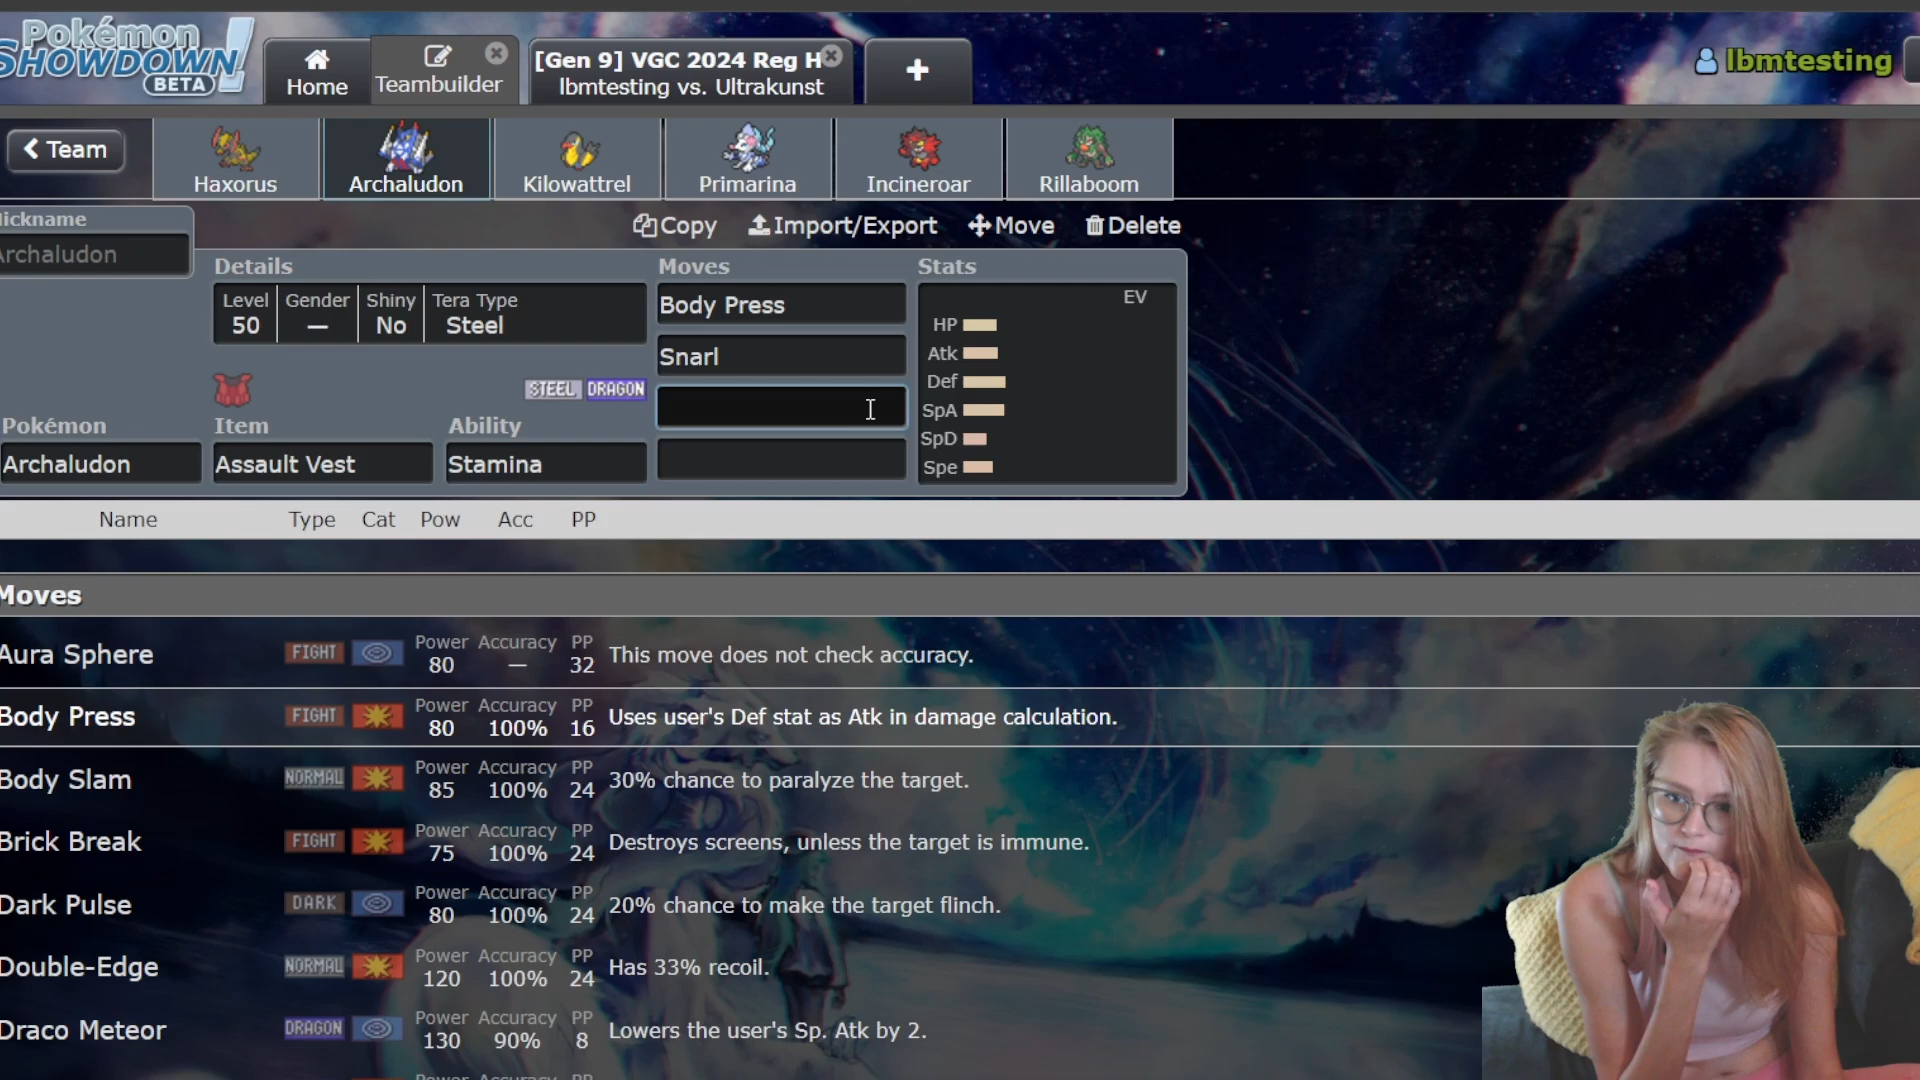 Pokémon
SHOWDOWN!
BETA
Home
Teambuilder
[Gen 9] VGC 2024 Reg H
lbmtesting vs. Ultrakunst
+
lbmtesting
Team
Haxorus
Archaludon
Kilowattrel
Primarina
Incineroar
Rillaboom
ickname
Copy
Import/Export
Move
Delete
Archaludon
Details
Moves
Stats
Level
Gender
Shiny
Tera Type
50
—
No
Steel
Body Press
Snarl
EV
HP
Atk
Def
SpA
SpD
Spe
STEEL DRAGON
Pokémon
Item
Ability
Archaludon
Assault Vest
Stamina
Name Type Cat Pow Acc PP
Moves
Aura Sphere FIGHT Power 80 Accuracy — PP 32 This move does not check accuracy.
Body Press FIGHT Power 80 Accuracy 100% PP 16 Uses user's Def stat as Atk in damage calculation.
Body Slam NORMAL Power 85 Accuracy 100% PP 24 30% chance to paralyze the target.
Brick Break FIGHT Power 75 Accuracy 100% PP 24 Destroys screens, unless the target is immune.
Dark Pulse DARK Power 80 Accuracy 100% PP 24 20% chance to make the target flinch.
Double-Edge NORMAL Power 120 Accuracy 100% PP 24 Has 33% recoil.
Draco Meteor DRAGON Power 130 Accuracy 90% PP 8 Lowers the user's Sp. Atk by 2.
Power Accuracy PP